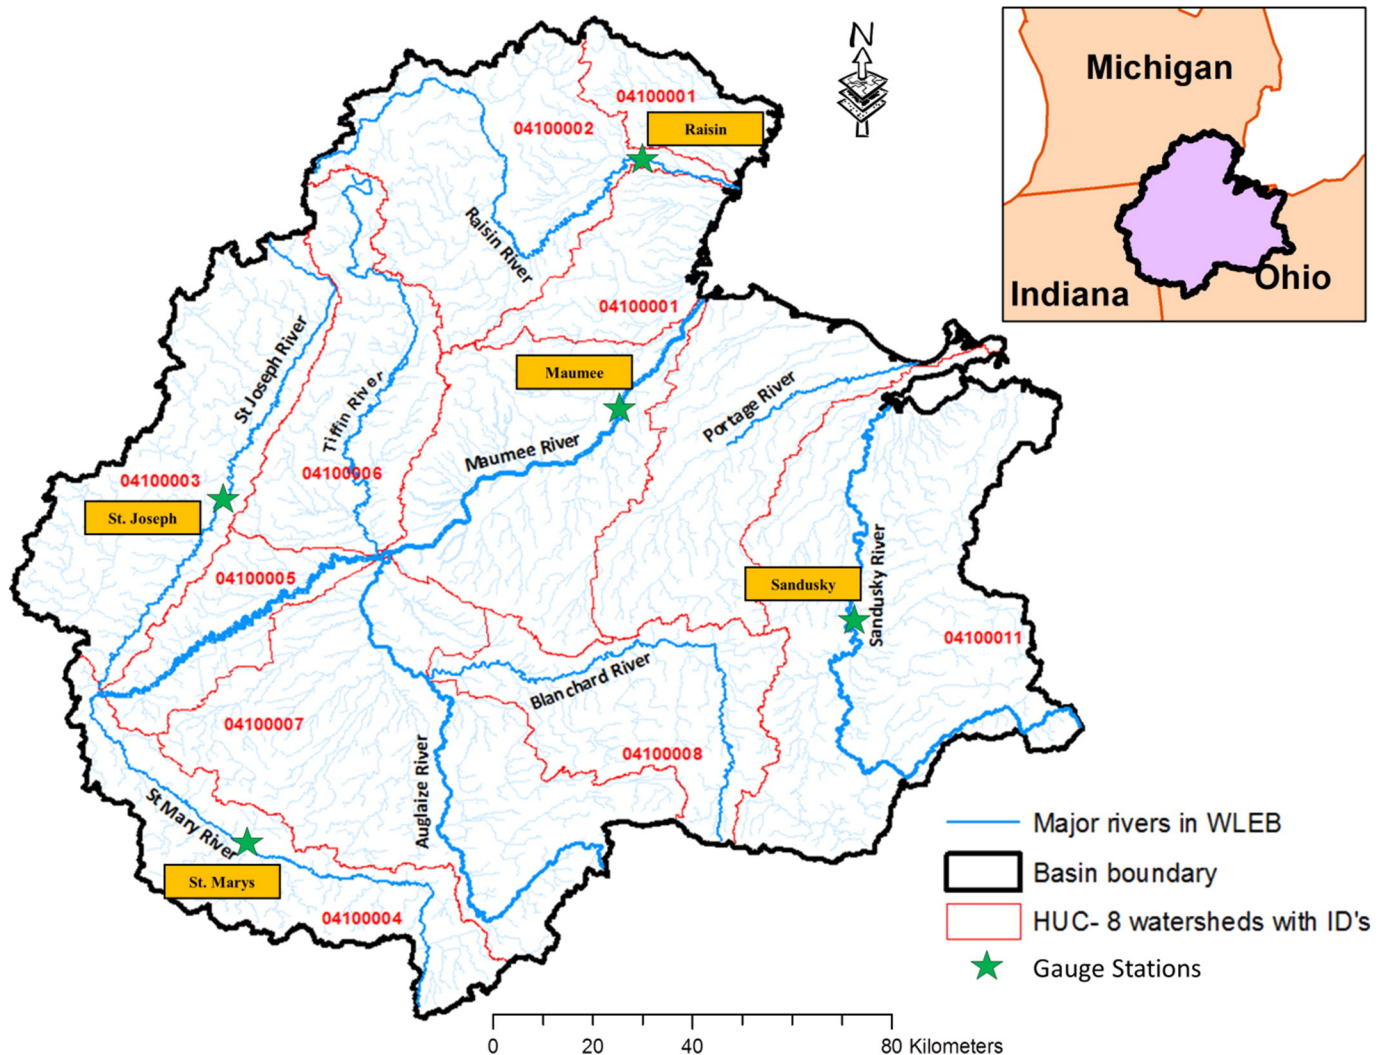 N
Michigan
Indiana
Ohio
04100001
04100002
Raisin
Raisin River
04100001
St Joseph River
Maumee
Tiffin River
Portage River
Maumee River
04100003
04100006
St. Joseph
Sandusky River
04100005
Sandusky
04100011
Blanchard River
04100007
04100008
Auglaize River
St Mary River
St. Marys
04100004
Major rivers in WLEB
Basin boundary
HUC- 8 watersheds with ID's
Gauge Stations
0 20 40 80 Kilometers